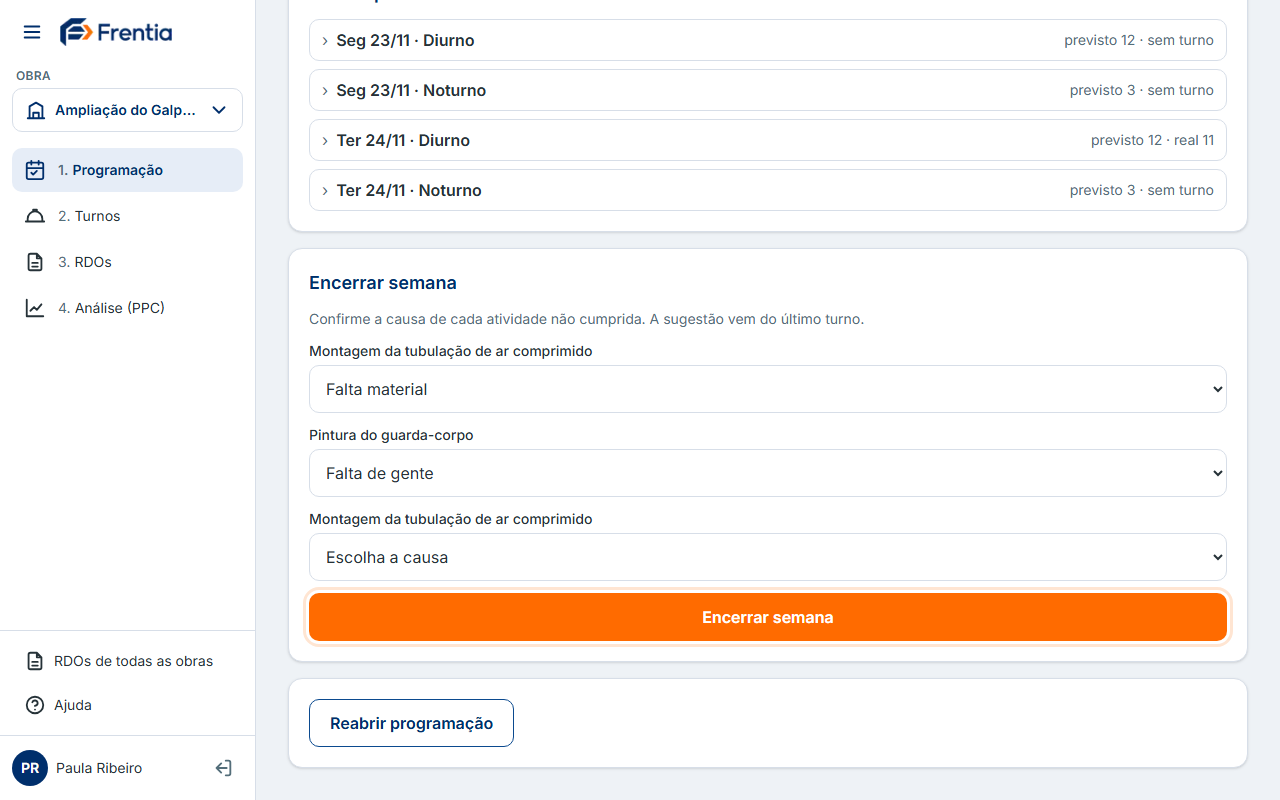 Frentia
OBRA
Ampliação do Galp...
1. Programação
2. Turnos
3. RDOs
4. Análise (PPC)
RDOs de todas as obras
Ajuda
PR Paula Ribeiro
› Seg 23/11 · Diurno previsto 12 · sem turno
› Seg 23/11 · Noturno previsto 3 · sem turno
› Ter 24/11 · Diurno previsto 12 · real 11
› Ter 24/11 · Noturno previsto 3 · sem turno
Encerrar semana
Confirme a causa de cada atividade não cumprida. A sugestão vem do último turno.
Montagem da tubulação de ar comprimido
Falta material
Pintura do guarda-corpo
Falta de gente
Montagem da tubulação de ar comprimido
Escolha a causa
Encerrar semana
Reabrir programação